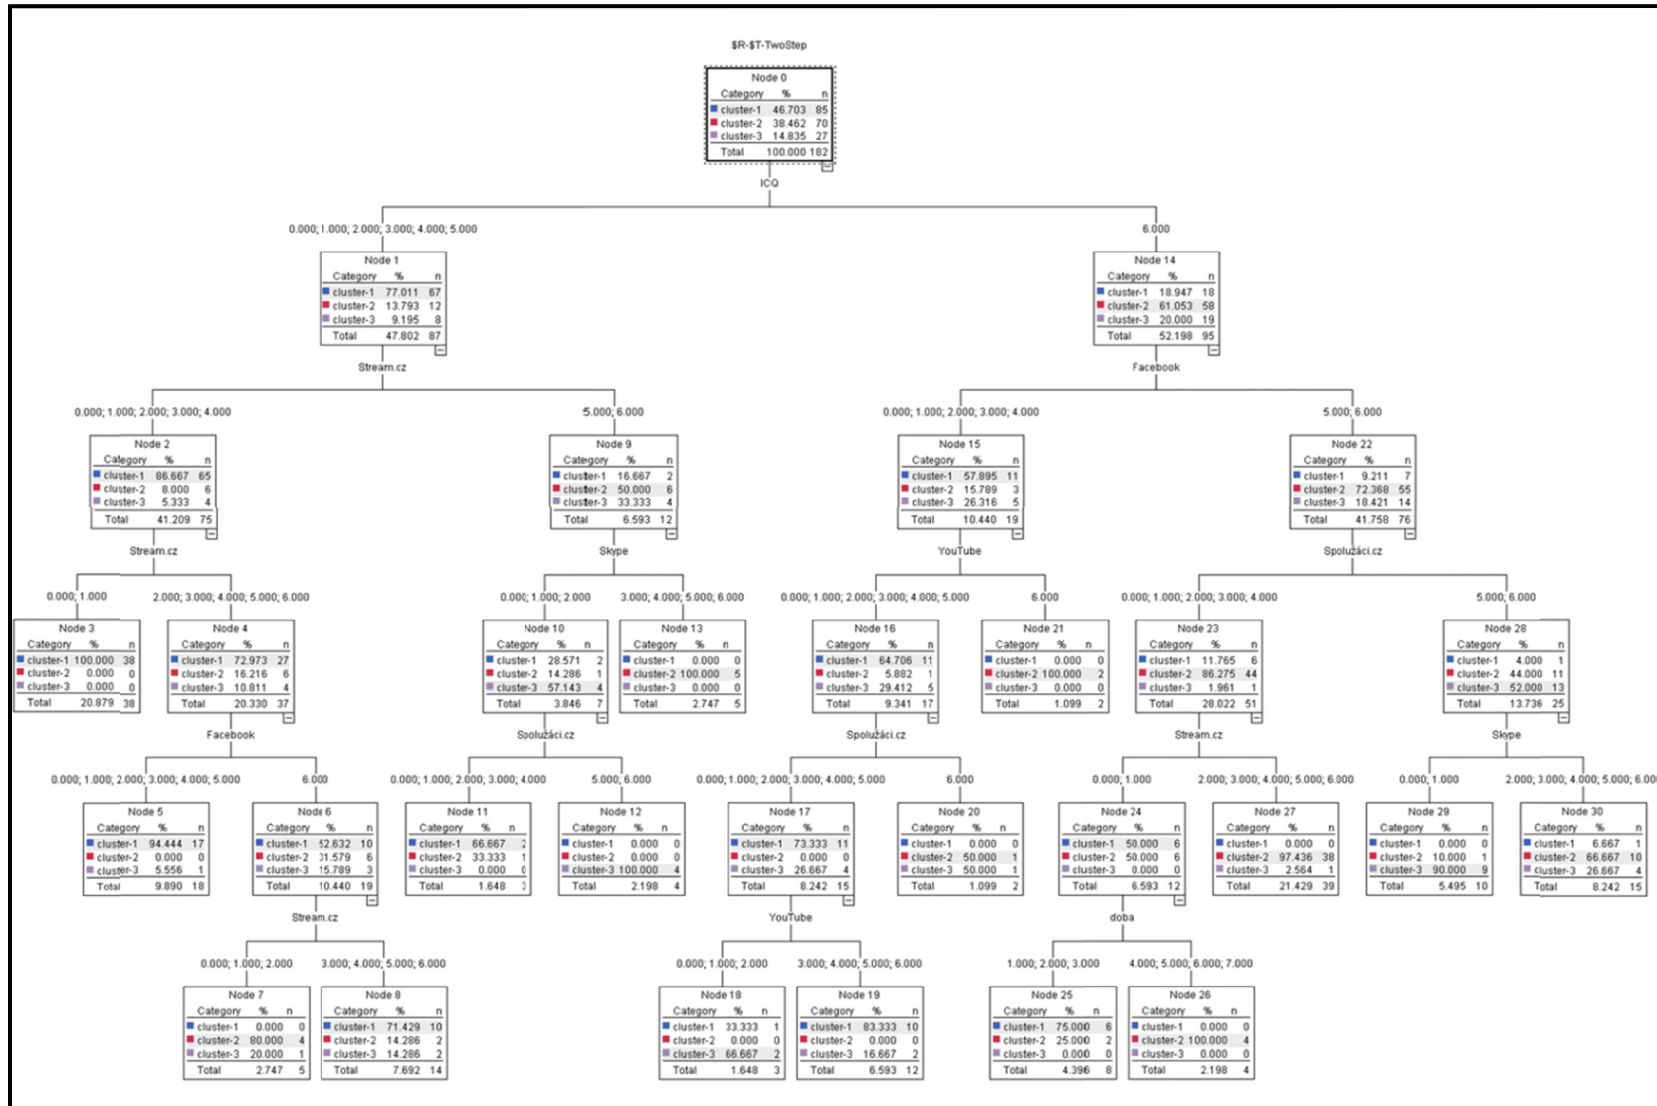 $R-$T-TwoStep
Node 0
Category % n
cluster-1 46.703 85
cluster-2 38.462 70
cluster-3 14.835 27
Total 100.000 182
ICQ
0.000; 1.000; 2.000; 3.000; 4.000; 5.000
6.000
Node 1
Category % n
cluster-1 77.011 67
cluster-2 13.793 12
cluster-3 9.195 8
Total 47.802 87
Node 14
Category % n
cluster-1 18.947 18
cluster-2 61.053 58
cluster-3 20.000 19
Total 52.198 95
Stream.cz
Facebook
0.000; 1.000; 2.000; 3.000; 4.000
5.000; 6.000
0.000; 1.000; 2.000; 3.000; 4.000
5.000; 6.000
Node 2
Category % n
cluster-1 86.667 65
cluster-2 8.000 6
cluster-3 5.333 4
Total 41.209 75
Node 9
Category % n
cluster-1 16.667 2
cluster-2 50.000 6
cluster-3 33.333 4
Total 6.593 12
Node 15
Category % n
cluster-1 57.895 11
cluster-2 15.789 3
cluster-3 26.316 5
Total 10.440 19
Node 22
Category % n
cluster-1 9.211 7
cluster-2 72.368 55
cluster-3 18.421 14
Total 41.758 76
Stream.cz
Skype
YouTube
Spolužáci.cz
0.000; 1.000
2.000; 3.000; 4.000; 5.000; 6.000
0.000; 1.000; 2.000
3.000; 4.000; 5.000; 6.000
0.000; 1.000; 2.000; 3.000; 4.000; 5.000
6.000
0.000; 1.000; 2.000; 3.000; 4.000
5.000; 6.000
Node 3
Category % n
cluster-1 100.000 38
cluster-2 0.000 0
cluster-3 0.000 0
Total 20.879 38
Node 4
Category % n
cluster-1 72.973 27
cluster-2 16.216 6
cluster-3 10.811 4
Total 20.330 37
Node 10
Category % n
cluster-1 28.571 2
cluster-2 14.286 1
cluster-3 57.143 4
Total 3.846 7
Node 13
Category % n
cluster-1 0.000 0
cluster-2 100.000 5
cluster-3 0.000 0
Total 2.747 5
Node 16
Category % n
cluster-1 64.706 11
cluster-2 5.882 1
cluster-3 29.412 5
Total 9.341 17
Node 21
Category % n
cluster-1 0.000 0
cluster-2 100.000 2
cluster-3 0.000 0
Total 1.099 2
Node 23
Category % n
cluster-1 11.765 6
cluster-2 86.275 44
cluster-3 1.961 1
Total 28.022 51
Node 28
Category % n
cluster-1 4.000 1
cluster-2 44.000 11
cluster-3 52.000 13
Total 13.736 25
Facebook
Spolužáci.cz
Spolužáci.cz
Stream.cz
Skype
0.000; 1.000; 2.000; 3.000; 4.000; 5.000
6.000
0.000; 1.000; 2.000; 3.000; 4.000
5.000; 6.000
0.000; 1.000; 2.000; 3.000; 4.000; 5.000
6.000
0.000; 1.000
2.000; 3.000; 4.000; 5.000; 6.000
0.000; 1.000
2.000; 3.000; 4.000; 5.000; 6.000
Node 5
Category % n
cluster-1 94.444 17
cluster-2 0.000 0
cluster-3 5.556 1
Total 9.890 18
Node 6
Category % n
cluster-1 52.632 10
cluster-2 31.579 6
cluster-3 15.789 3
Total 10.440 19
Node 11
Category % n
cluster-1 66.667 2
cluster-2 33.333 1
cluster-3 0.000 0
Total 1.648 3
Node 12
Category % n
cluster-1 0.000 0
cluster-2 0.000 0
cluster-3 100.000 4
Total 2.198 4
Node 17
Category % n
cluster-1 73.333 11
cluster-2 0.000 0
cluster-3 26.667 4
Total 8.242 15
Node 20
Category % n
cluster-1 0.000 0
cluster-2 50.000 1
cluster-3 50.000 1
Total 1.099 2
Node 24
Category % n
cluster-1 50.000 6
cluster-2 50.000 6
cluster-3 0.000 0
Total 6.593 12
Node 27
Category % n
cluster-1 0.000 0
cluster-2 97.436 38
cluster-3 2.564 1
Total 21.429 39
Node 29
Category % n
cluster-1 0.000 0
cluster-2 10.000 1
cluster-3 90.000 9
Total 5.495 10
Node 30
Category % n
cluster-1 6.667 1
cluster-2 66.667 10
cluster-3 26.667 4
Total 8.242 15
Stream.cz
YouTube
doba
0.000; 1.000; 2.000
3.000; 4.000; 5.000; 6.000
0.000; 1.000; 2.000
3.000; 4.000; 5.000; 6.000
1.000; 2.000; 3.000
4.000; 5.000; 6.000; 7.000
Node 7
Category % n
cluster-1 0.000 0
cluster-2 80.000 4
cluster-3 20.000 1
Total 2.747 5
Node 8
Category % n
cluster-1 71.429 10
cluster-2 14.286 2
cluster-3 14.286 2
Total 7.692 14
Node 18
Category % n
cluster-1 33.333 1
cluster-2 0.000 0
cluster-3 66.667 2
Total 1.648 3
Node 19
Category % n
cluster-1 83.333 10
cluster-2 0.000 0
cluster-3 16.667 2
Total 6.593 12
Node 25
Category % n
cluster-1 75.000 6
cluster-2 25.000 2
cluster-3 0.000 0
Total 4.396 8
Node 26
Category % n
cluster-1 0.000 0
cluster-2 100.000 4
cluster-3 0.000 0
Total 2.198 4